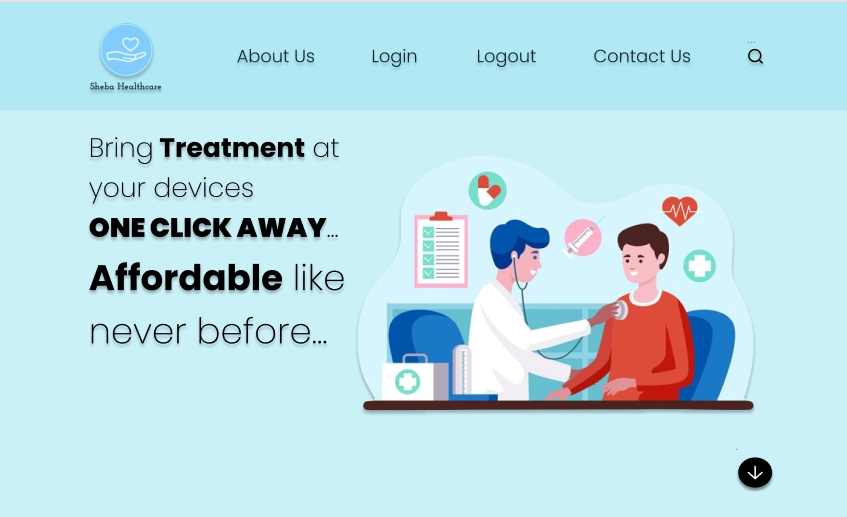 About Us Login Logout Contact Us ...
Sheba Healthcare
Bring Treatment at
your devices
ONE CLICK AWAY...
Affordable like
never before...